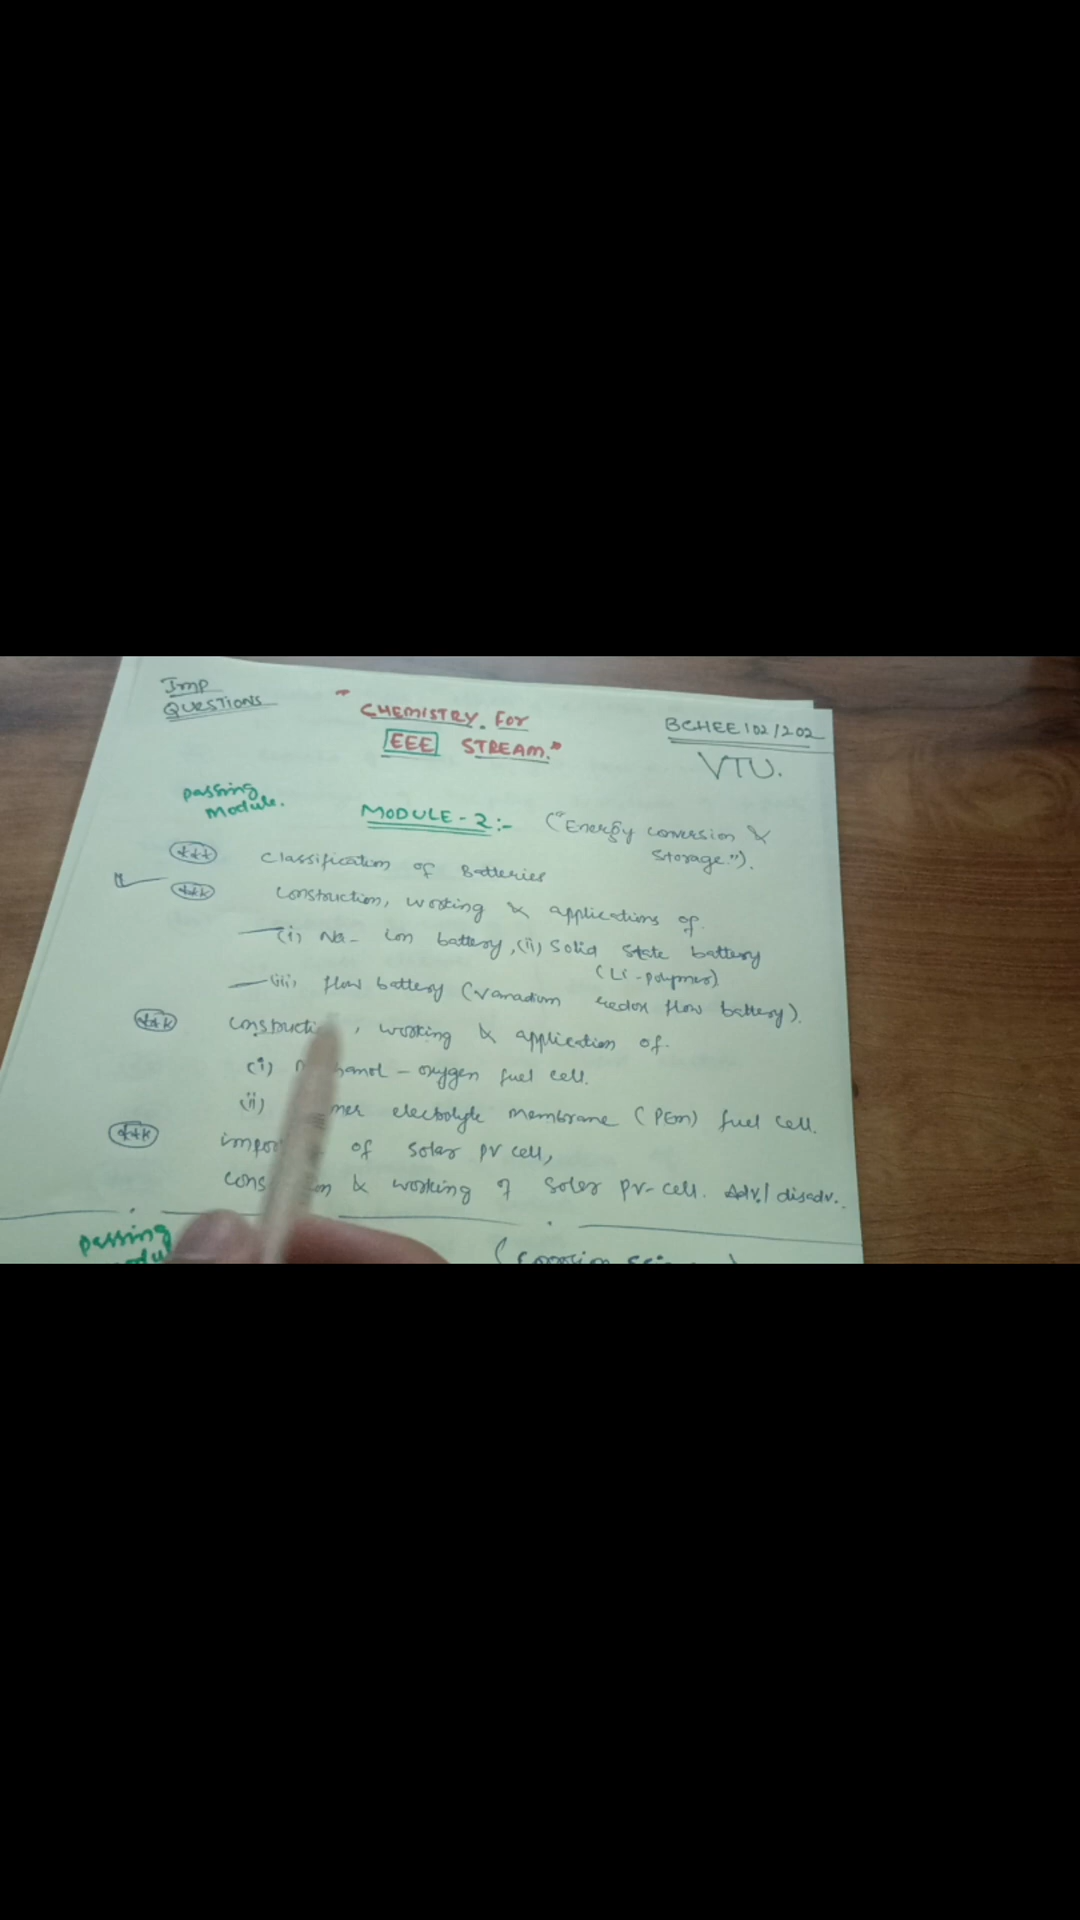 Imp
QUESTIONS
"CHEMISTRY For
EEE STREAM."
BCHEE102/202
VTU.
passing
module.
MODULE-2:-
("Energy conversion &
Storage").
*** Classification of Batteries
*** Construction, working & applications of
(i) Na-ion battery, (ii) Solid state battery
(Li-polymer)
(iii) flow battery (Vanadium redox flow battery).
*** working & application of
(i) oxygen fuel cell.
(ii) electrolyte membrane (PEM) fuel cell.
*** of solar PV cell,
& working of Solar PV-cell. Adv./disadv..
passing